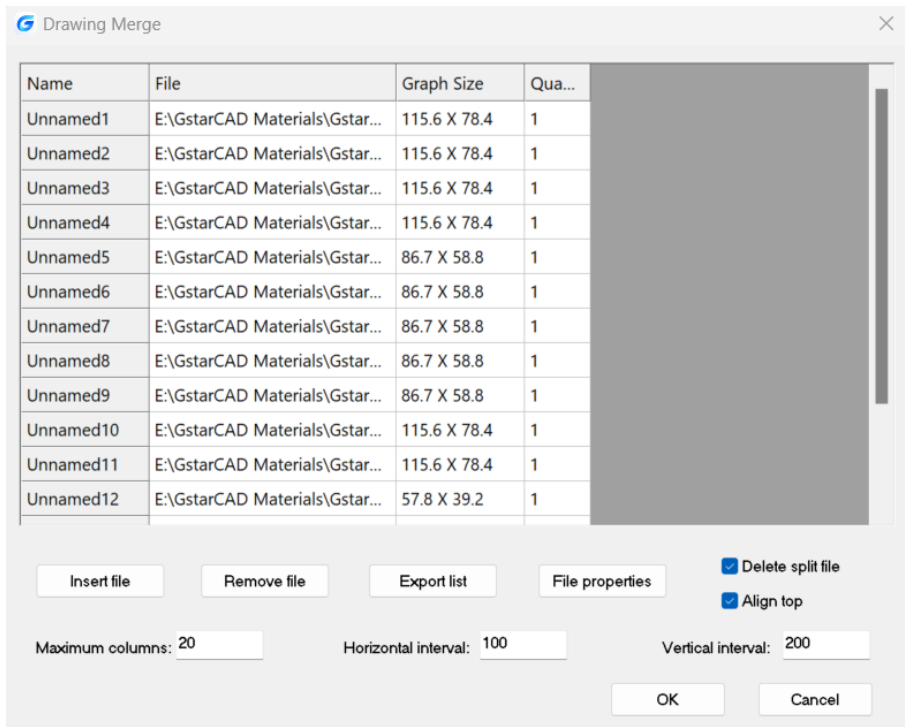 Drawing Merge
Name File Graph Size Qua...
Unnamed1 E:\GstarCAD Materials\Gstar... 115.6 X 78.4 1
Unnamed2 E:\GstarCAD Materials\Gstar... 115.6 X 78.4 1
Unnamed3 E:\GstarCAD Materials\Gstar... 115.6 X 78.4 1
Unnamed4 E:\GstarCAD Materials\Gstar... 115.6 X 78.4 1
Unnamed5 E:\GstarCAD Materials\Gstar... 86.7 X 58.8 1
Unnamed6 E:\GstarCAD Materials\Gstar... 86.7 X 58.8 1
Unnamed7 E:\GstarCAD Materials\Gstar... 86.7 X 58.8 1
Unnamed8 E:\GstarCAD Materials\Gstar... 86.7 X 58.8 1
Unnamed9 E:\GstarCAD Materials\Gstar... 86.7 X 58.8 1
Unnamed10 E:\GstarCAD Materials\Gstar... 115.6 X 78.4 1
Unnamed11 E:\GstarCAD Materials\Gstar... 115.6 X 78.4 1
Unnamed12 E:\GstarCAD Materials\Gstar... 57.8 X 39.2 1
Insert file Remove file Export list File properties Delete split file
Align top
Maximum columns: 20 Horizontal interval: 100 Vertical interval: 200
OK Cancel